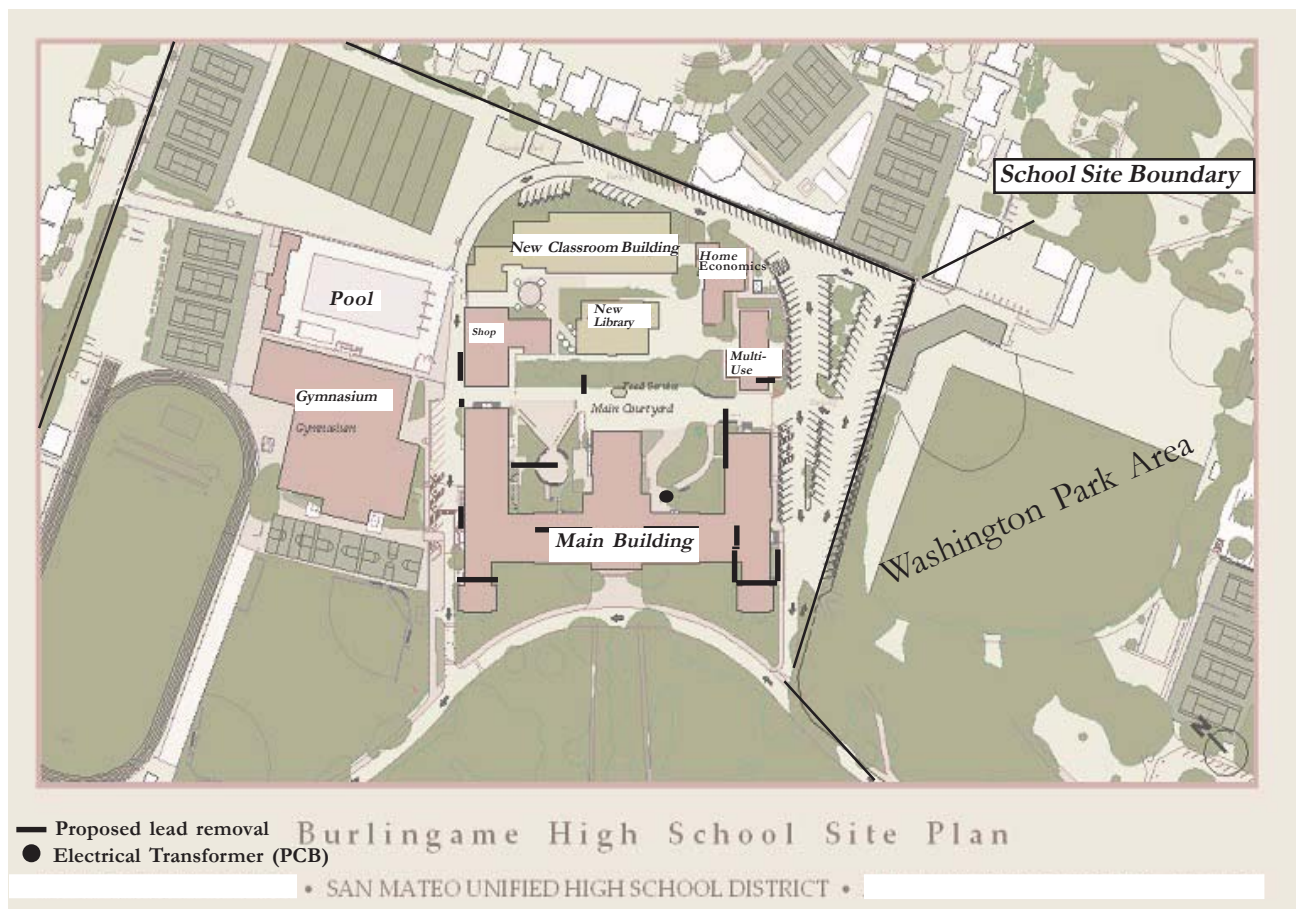 School Site Boundary
New Classroom Building
Home
Economics
Pool
New
Library
Shop
Multi-
Use
Food Service
Gymnasium
Main Courtyard
Gymnasium
Washington Park Area
Main Building
N
Proposed lead removal
Burlingame High School Site Plan
Electrical Transformer (PCB)
• SAN MATEO UNIFIED HIGH SCHOOL DISTRICT •